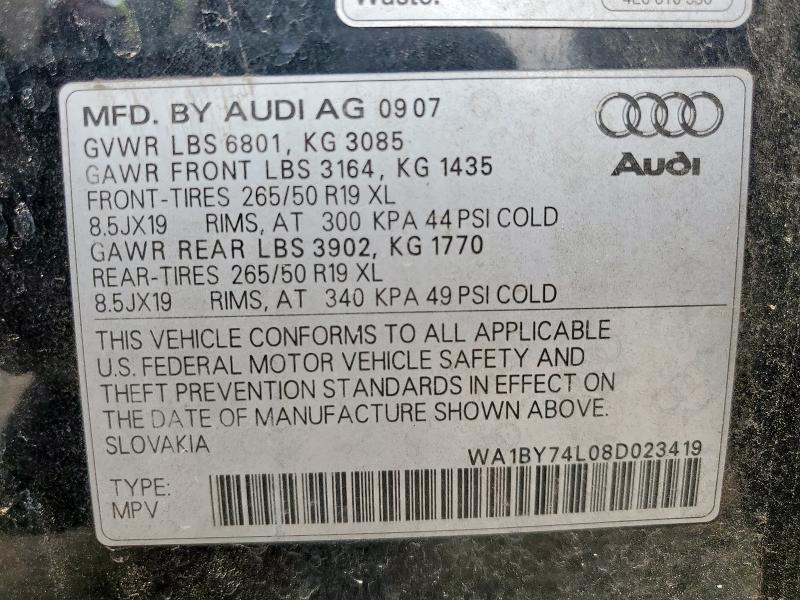 Waste:
MFD. BY AUDI AG 09 07
GVWR LBS 6801, KG 3085
GAWR FRONT LBS 3164, KG 1435
FRONT-TIRES 265/50 R19 XL
8.5JX19 RIMS, AT 300 KPA 44 PSI COLD
GAWR REAR LBS 3902, KG 1770
REAR-TIRES 265/50 R19 XL
8.5JX19 RIMS, AT 340 KPA 49 PSI COLD
Audi
THIS VEHICLE CONFORMS TO ALL APPLICABLE
U.S. FEDERAL MOTOR VEHICLE SAFETY AND
THEFT PREVENTION STANDARDS IN EFFECT ON
THE DATE OF MANUFACTURE SHOWN ABOVE.
SLOVAKIA
WA1BY74L08D023419
TYPE:
MPV